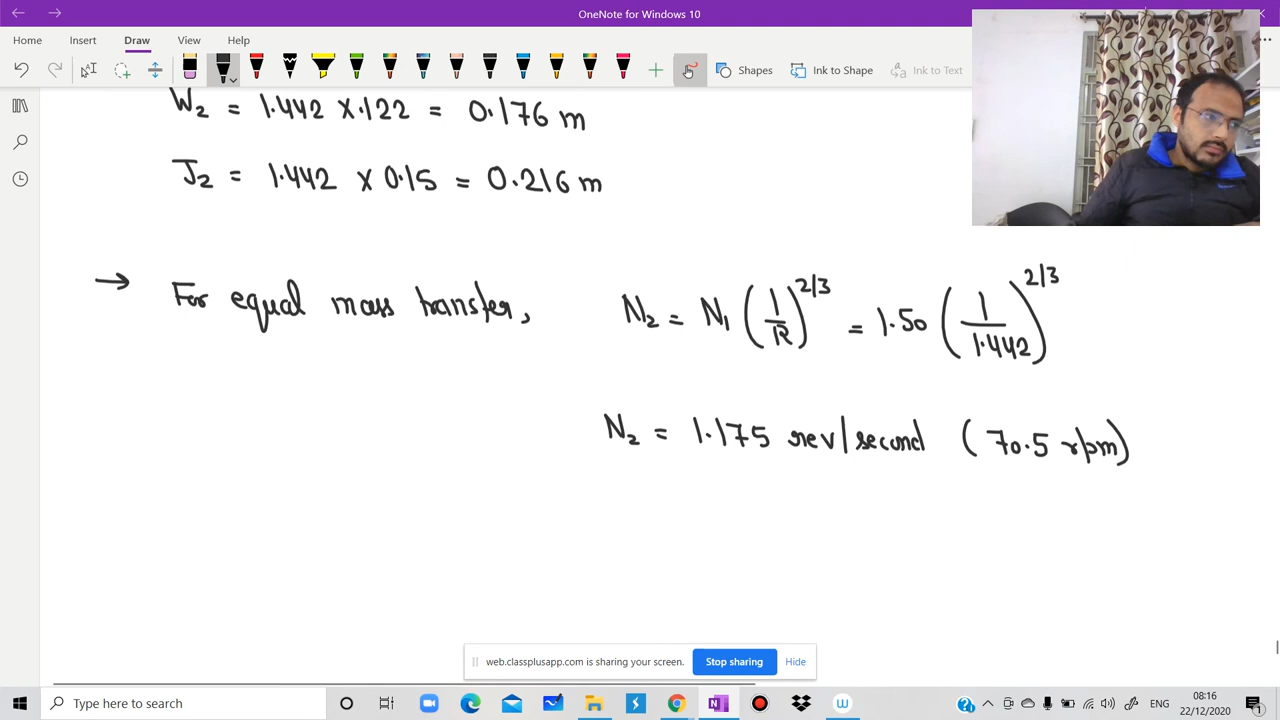 OneNote for Windows 10
Home Insert Draw View Help
Shapes Ink to Shape Ink to Text
W₂ = 1.442 x .122 = 0.176 m
J₂ = 1.442 x 0.15 = 0.216 m
→ For equal mass transfer, N₂ = N₁ (1/R)^2/3 = 1.50 (1/1.442)^2/3
N₂ = 1.175 rev/second (70.5 rpm)
web.classplusapp.com is sharing your screen. Stop sharing Hide
Type here to search
ENG
08:16
22/12/2020